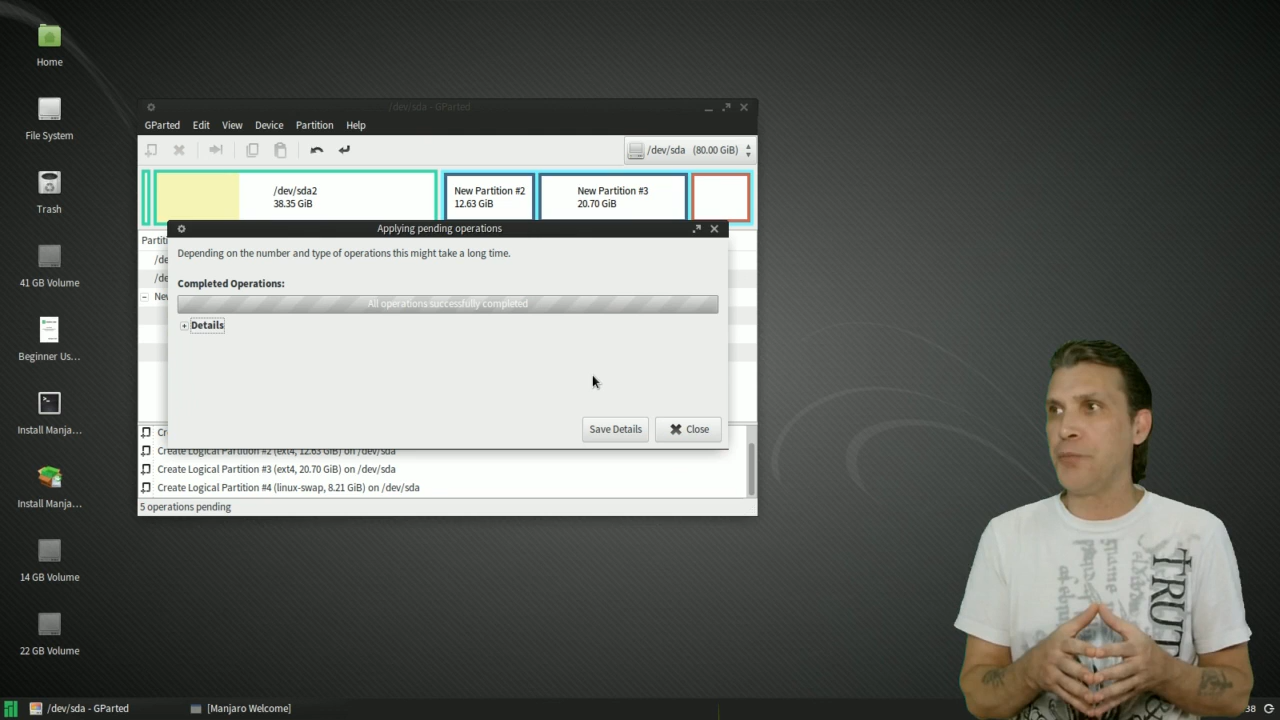 Home
File System
Trash
41 GB Volume
Beginner Us...
Install Manja...
Install Manja...
14 GB Volume
22 GB Volume
/dev/sda - GParted
GParted Edit View Device Partition Help
/dev/sda (80.00 GiB)
/dev/sda2
38.35 GiB
New Partition #2
12.63 GiB
New Partition #3
20.70 GiB
Applying pending operations
Depending on the number and type of operations this might take a long time.
Completed Operations:
All operations successfully completed
Details
Save Details
Close
Create Logical Partition #2 (ext4, 12.63 GiB) on /dev/sda
Create Logical Partition #3 (ext4, 20.70 GiB) on /dev/sda
Create Logical Partition #4 (linux-swap, 8.21 GiB) on /dev/sda
5 operations pending
TRUT
/dev/sda - GParted
[Manjaro Welcome]
38